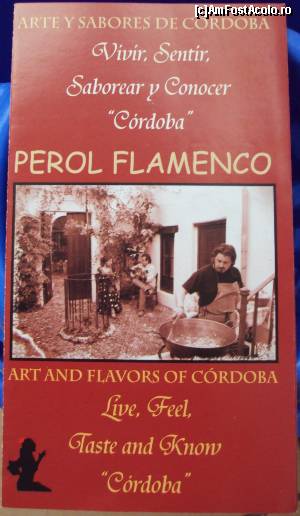 [c]AmFostAcolo.ro
ARTE Y SABORES DE CÓRDOBA
Vivir, Sentir,
Saborear y Conocer
"Córdoba"
PEROL FLAMENCO
ART AND FLAVORS OF CÓRDOBA
Live, Feel,
Taste and Know
"Córdoba"